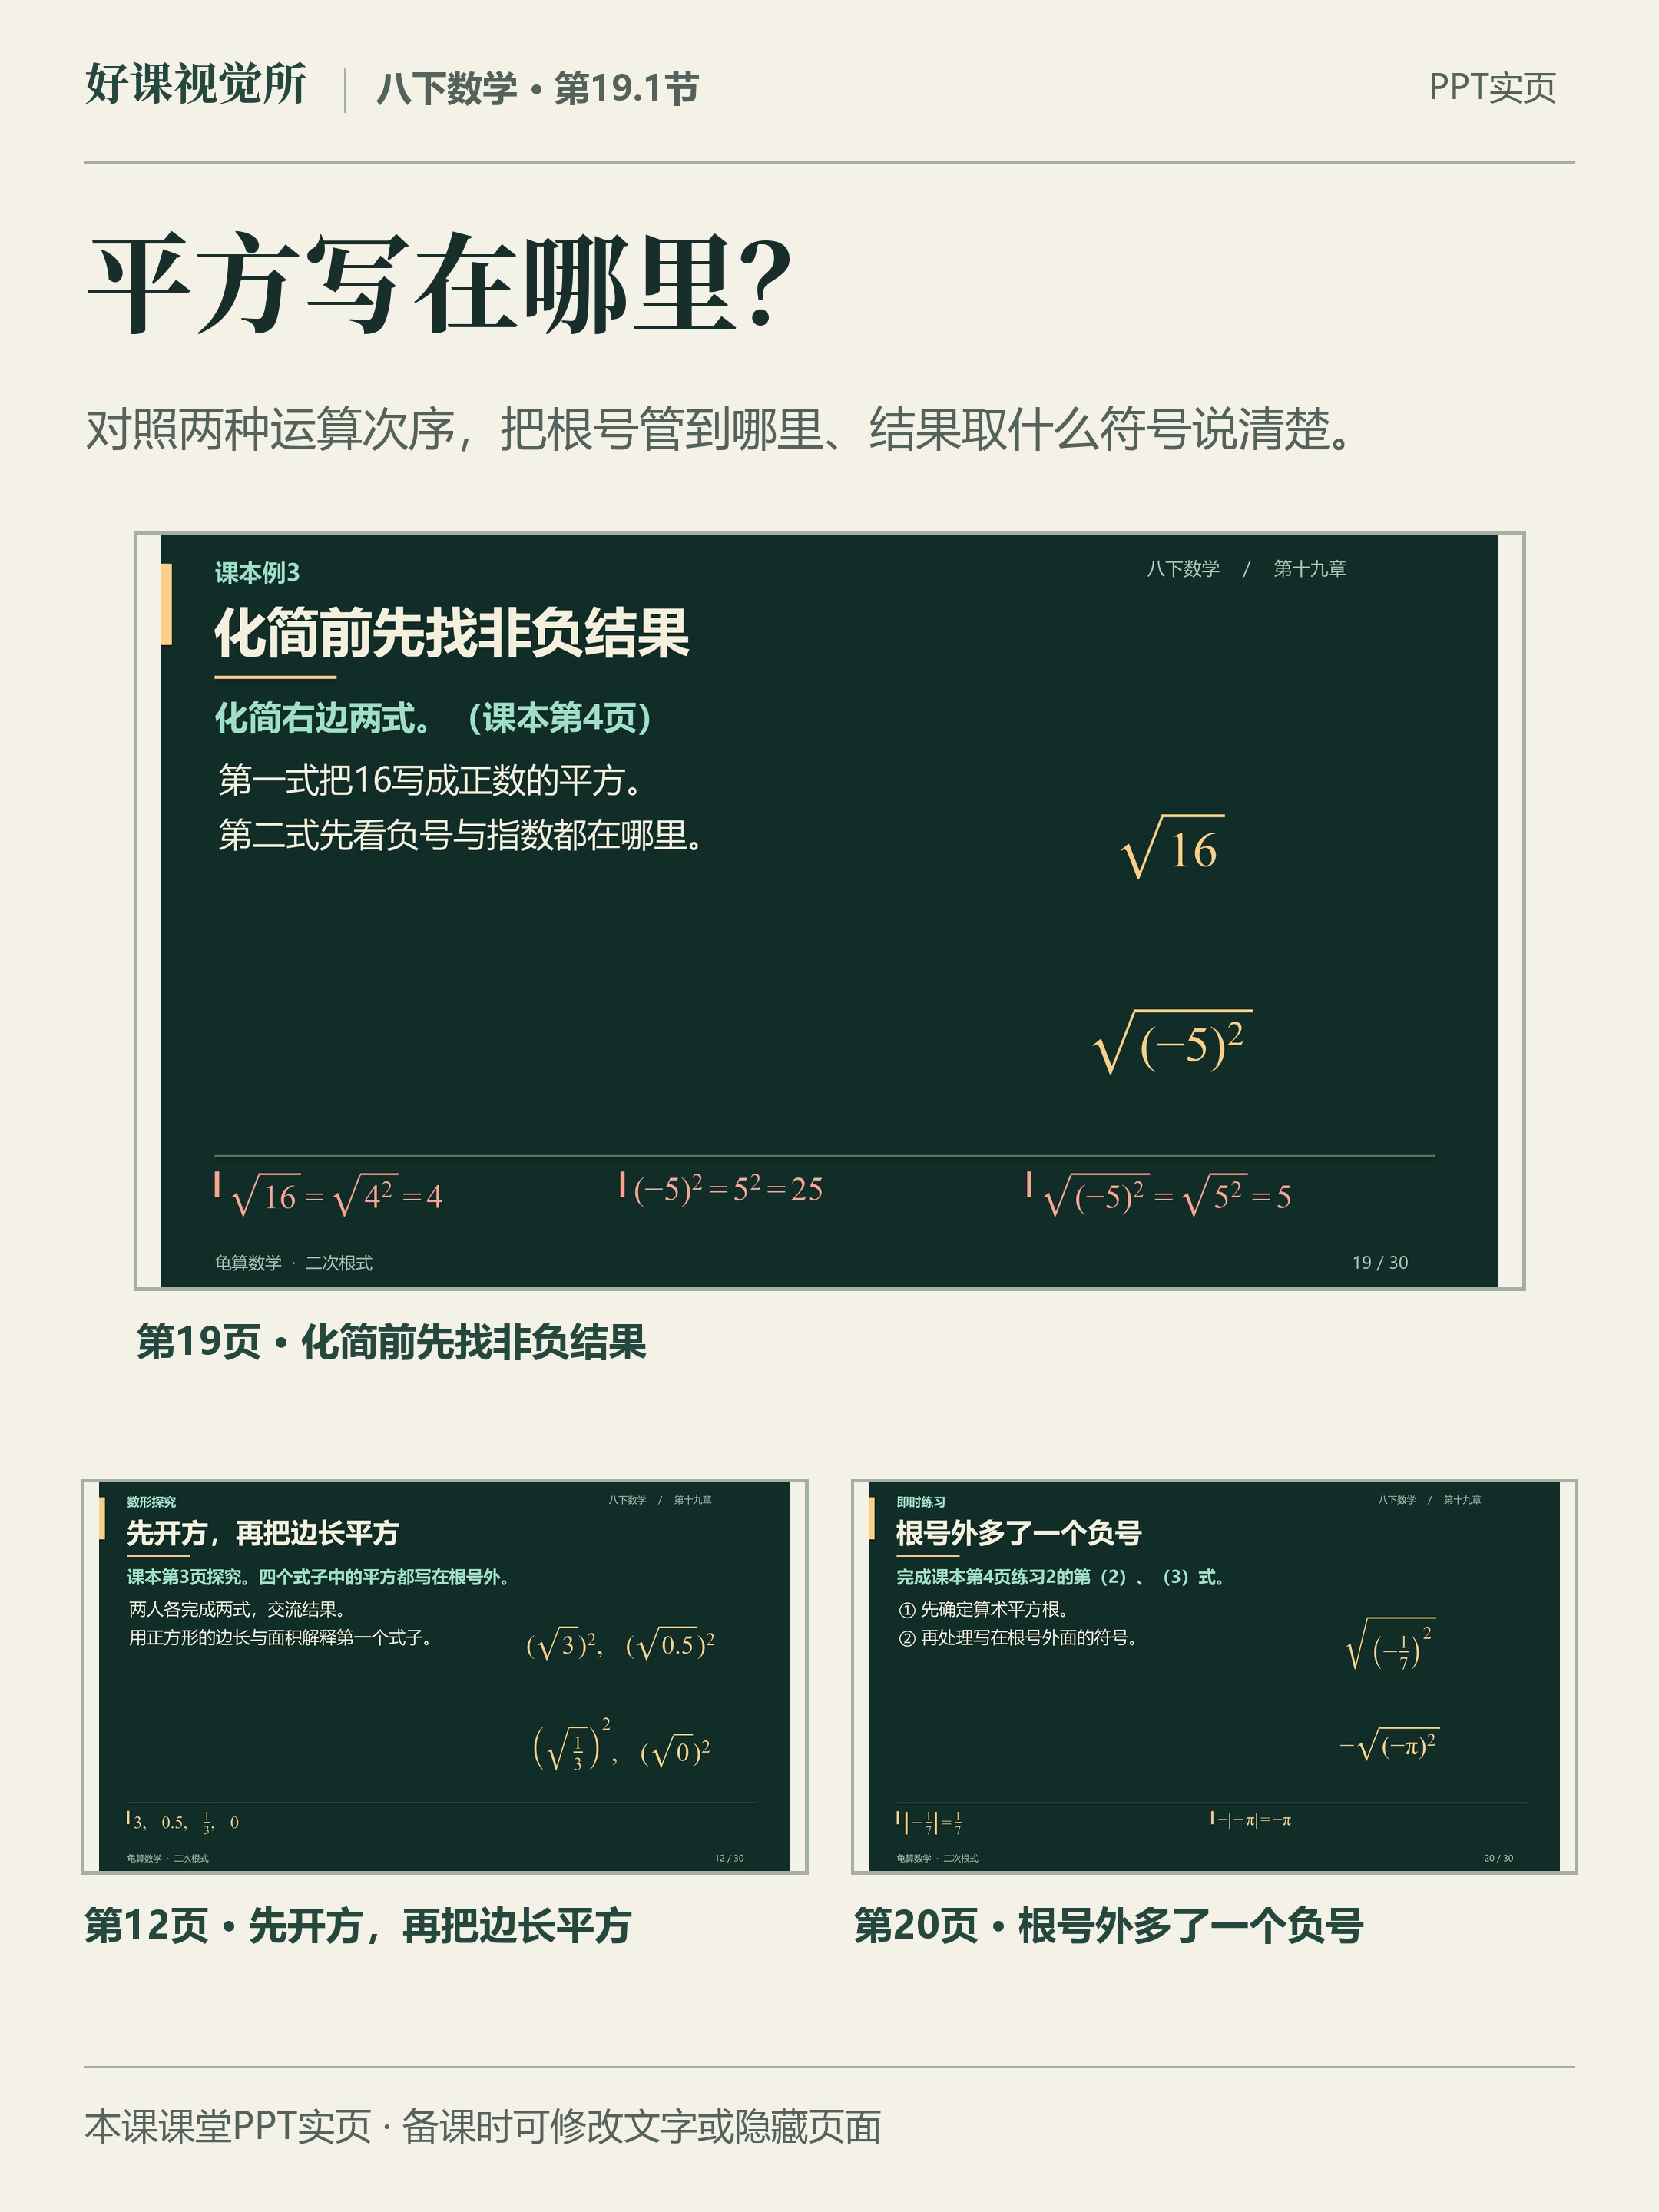 好课视觉所
八下数学·第19.1节
PPT实页
平方写在哪里？
对照两种运算次序，把根号管到哪里、结果取什么符号说清楚。
课本例3
八下数学 / 第十九章
化简前先找非负结果
化简右边两式。（课本第4页）
第一式把16写成正数的平方。
第二式先看负号与指数都在哪里。
√16
√(−5)²
√16=√4²=4
(−5)²=5²=25
√(−5)²=√5²=5
龟算数学 · 二次根式
19 / 30
第19页·化简前先找非负结果
数形探究
八下数学 / 第十九章
先开方，再把边长平方
课本第3页探究。四个式子中的平方都写在根号外。
两人各完成两式，交流结果。
用正方形的边长与面积解释第一个式子。
(√3)², (√0.5)²
(√1/3)², (√0)²
3, 0.5, 1/3, 0
龟算数学 · 二次根式
12 / 30
第12页·先开方，再把边长平方
即时练习
八下数学 / 第十九章
根号外多了一个负号
完成课本第4页练习2的第（2）、（3）式。
① 先确定算术平方根。
② 再处理写在根号外面的符号。
√(−1/7)²
−√(−π)²
|−1/7|=1/7
−|−π|=−π
龟算数学 · 二次根式
20 / 30
第20页·根号外多了一个负号
本课课堂PPT实页·备课时可修改文字或隐藏页面